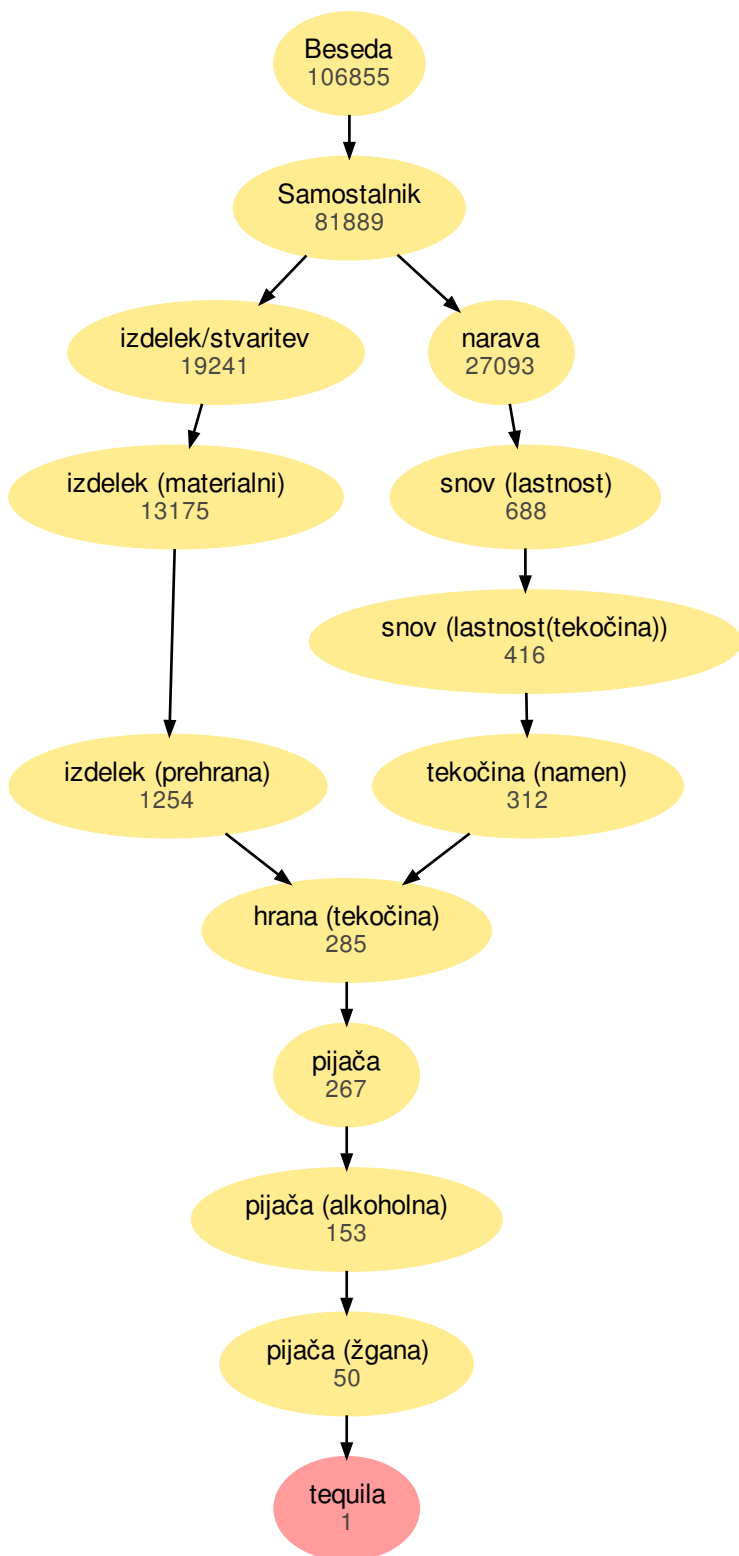 Beseda
106855
Samostalnik
81889
izdelek/stvaritev
19241
narava
27093
izdelek (materialni)
13175
snov (lastnost)
688
snov (lastnost(tekočina))
416
izdelek (prehrana)
1254
tekočina (namen)
312
hrana (tekočina)
285
pijača
267
pijača (alkoholna)
153
pijača (žgana)
50
tequila
1